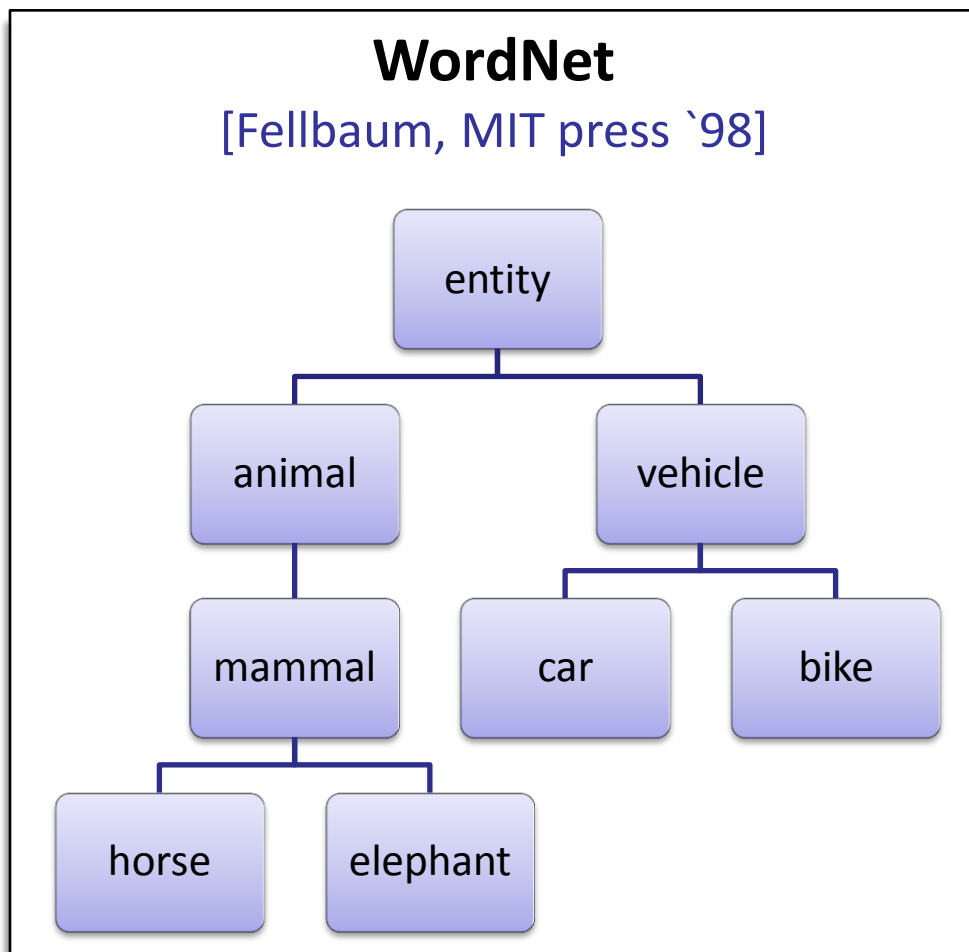 WordNet
[Fellbaum, MIT press `98]
entity
animal
vehicle
mammal
car
bike
horse
elephant